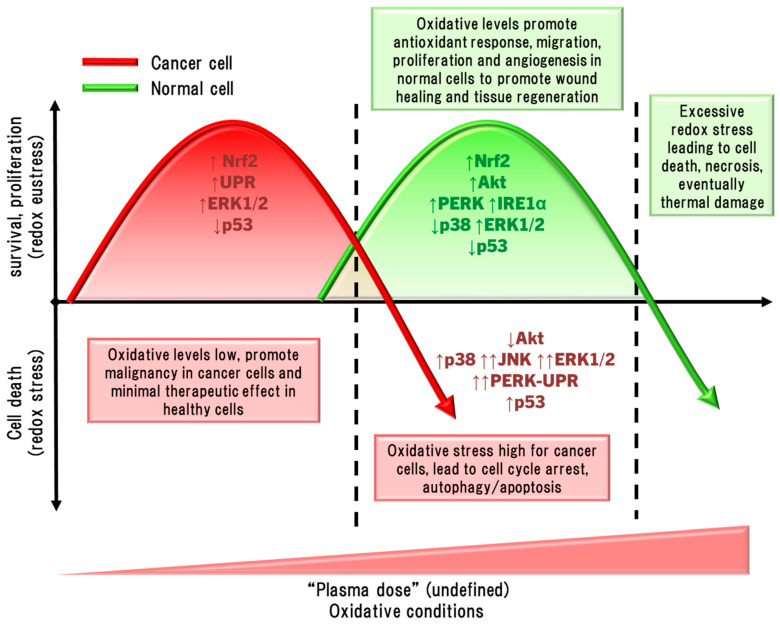 Cancer cell
Normal cell
Oxidative levels promote
antioxidant response, migration,
proliferation and angiogenesis in
normal cells to promote wound
healing and tissue regeneration
Excessive
redox stress
leading to cell
death, necrosis,
eventually
thermal damage
survival, proliferation
(redox eustress)
↑ Nrf2
↑UPR
↑ERK1/2
↓p53
↑Nrf2
↑Akt
↑PERK ↑IRE1α
↓p38 ↑ERK1/2
↓p53
Cell death
(redox stress)
Oxidative levels low, promote
malignancy in cancer cells and
minimal therapeutic effect in
healthy cells
↓Akt
↑p38 ↑↑JNK ↑↑ERK1/2
↑↑PERK-UPR
↑p53
Oxidative stress high for cancer
cells, lead to cell cycle arrest,
autophagy/apoptosis
“Plasma dose” (undefined)
Oxidative conditions